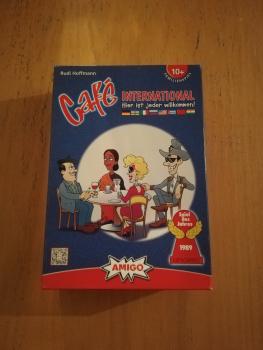 Rudi Hoffmann
10+
Café
INTERNATIONAL
Hier ist jeder willkommen!
Spiel
des
Jahres
1989
AMIGO